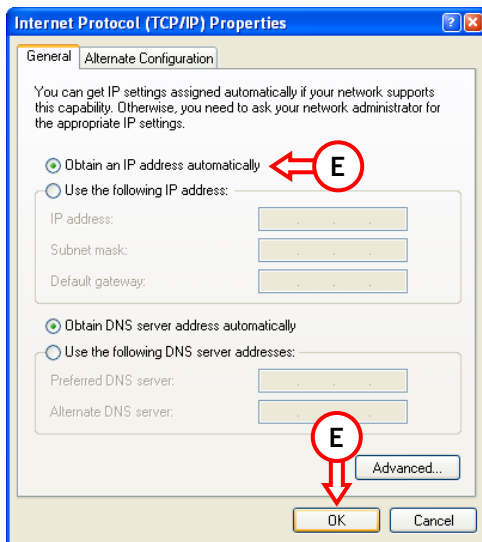 Internet Protocol (TCP/IP) Properties
General
Alternate Configuration
You can get IP settings assigned automatically if your network supports
this capability. Otherwise, you need to ask your network administrator for
the appropriate IP settings.
Obtain an IP address automatically
E
Use the following IP address:
IP address:
Subnet mask:
Default gateway:
Obtain DNS server address automatically
Use the following DNS server addresses:
Preferred DNS server:
Alternate DNS server:
E
Advanced...
OK
Cancel